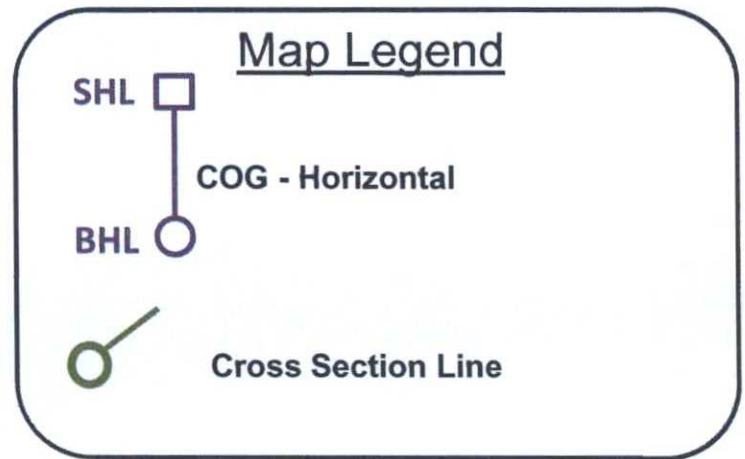 Map Legend
SHL
COG - Horizontal
BHL
Cross Section Line